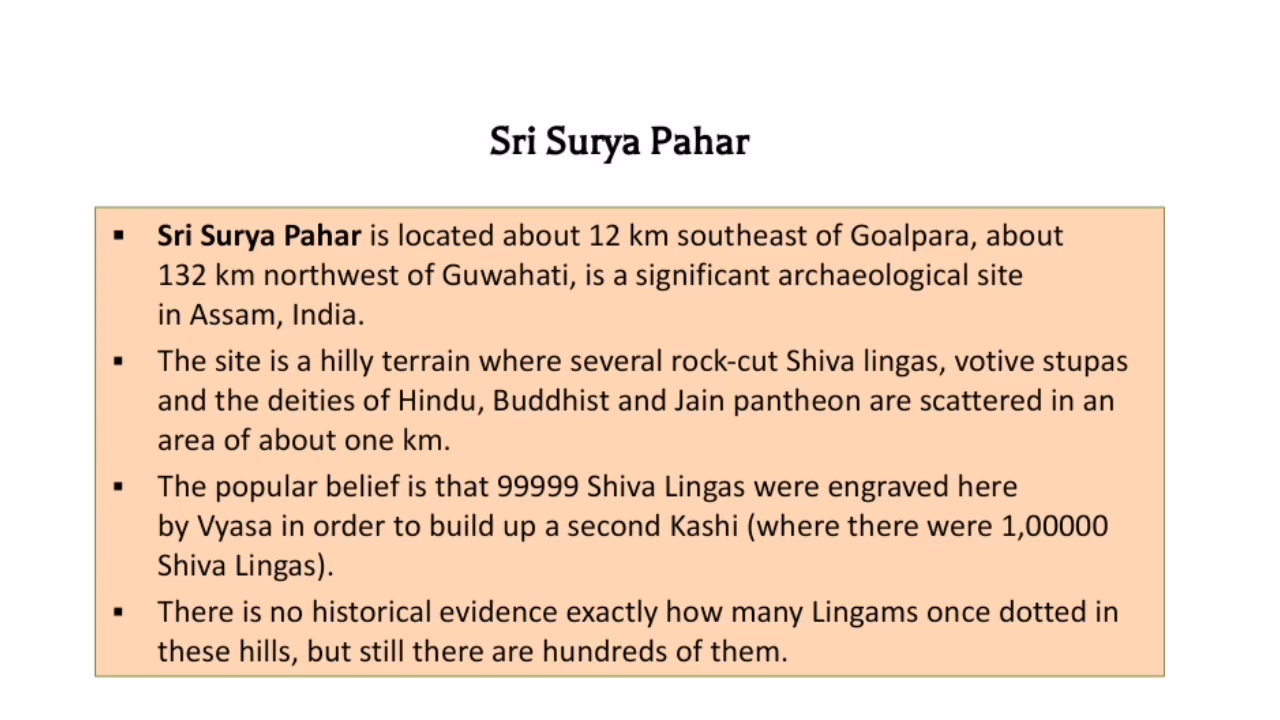 Sri Surya Pahar
▪ Sri Surya Pahar is located about 12 km southeast of Goalpara, about
132 km northwest of Guwahati, is a significant archaeological site
in Assam, India.
▪ The site is a hilly terrain where several rock-cut Shiva lingas, votive stupas
and the deities of Hindu, Buddhist and Jain pantheon are scattered in an
area of about one km.
▪ The popular belief is that 99999 Shiva Lingas were engraved here
by Vyasa in order to build up a second Kashi (where there were 1,00000
Shiva Lingas).
▪ There is no historical evidence exactly how many Lingams once dotted in
these hills, but still there are hundreds of them.